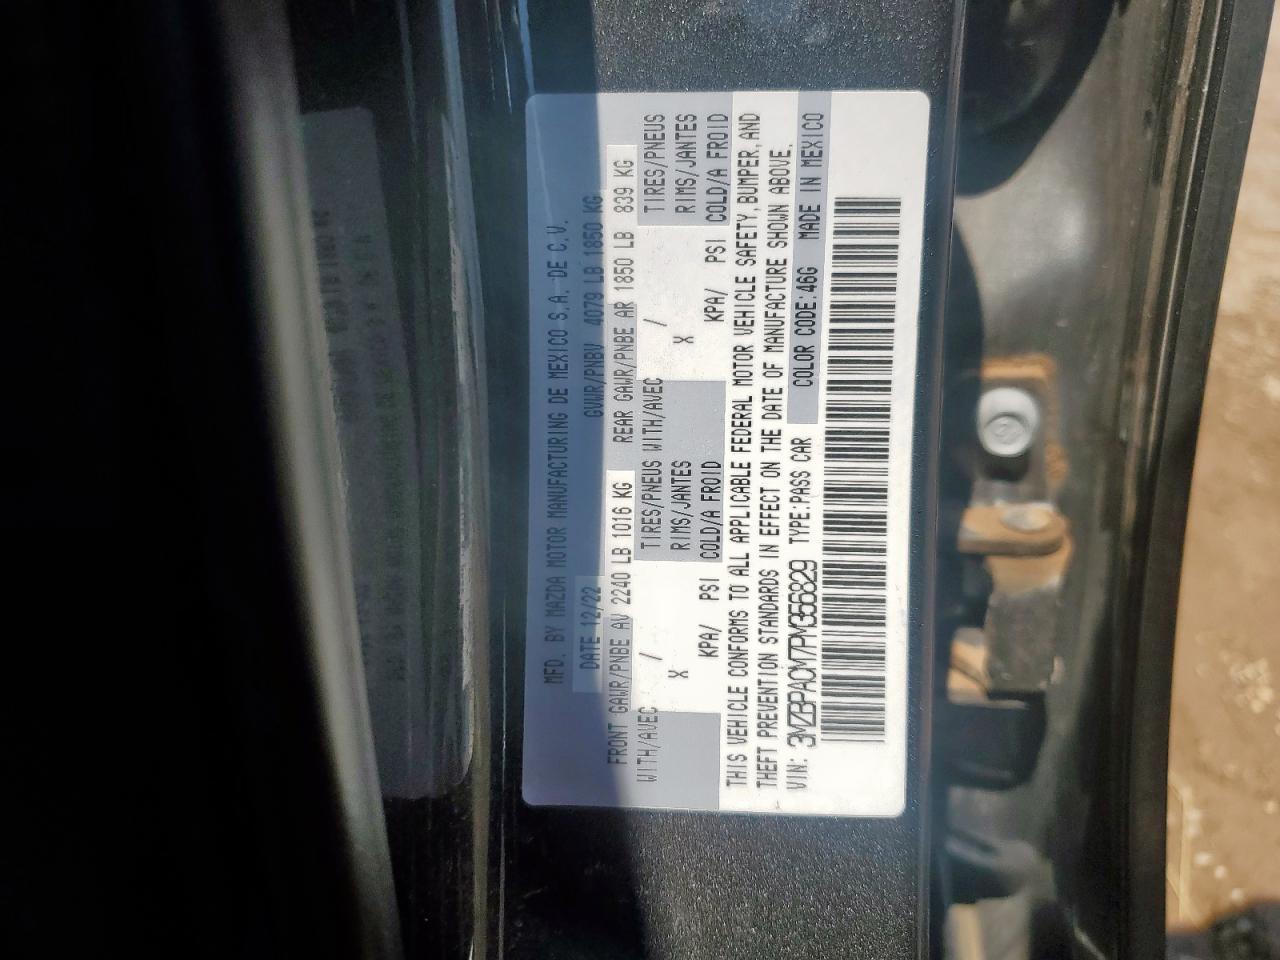 MFD. BY MAZDA MOTOR MANUFACTURING DE MEXICO S.A. DE C.V.
DATE 12/22 GVWR/PNBV 4079 LB 1850 KG
FRONT GAWR/PNBE AV 2240 LB 1016 KG REAR GAWR/PNBE AR 1850 LB 839 KG
WITH/AVEC / TIRES/PNEUS WITH/AVEC / TIRES/PNEUS
X RIMS/JANTES X RIMS/JANTES
KPA/ PSI COLD/A FROID KPA/ PSI COLD/A FROID
THIS VEHICLE CONFORMS TO ALL APPLICABLE FEDERAL MOTOR VEHICLE SAFETY, BUMPER, AND
THEFT PREVENTION STANDARDS IN EFFECT ON THE DATE OF MANUFACTURE SHOWN ABOVE.
VIN: 3MZBPACM7PM356829 TYPE:PASS CAR COLOR CODE:46G MADE IN MEXICO